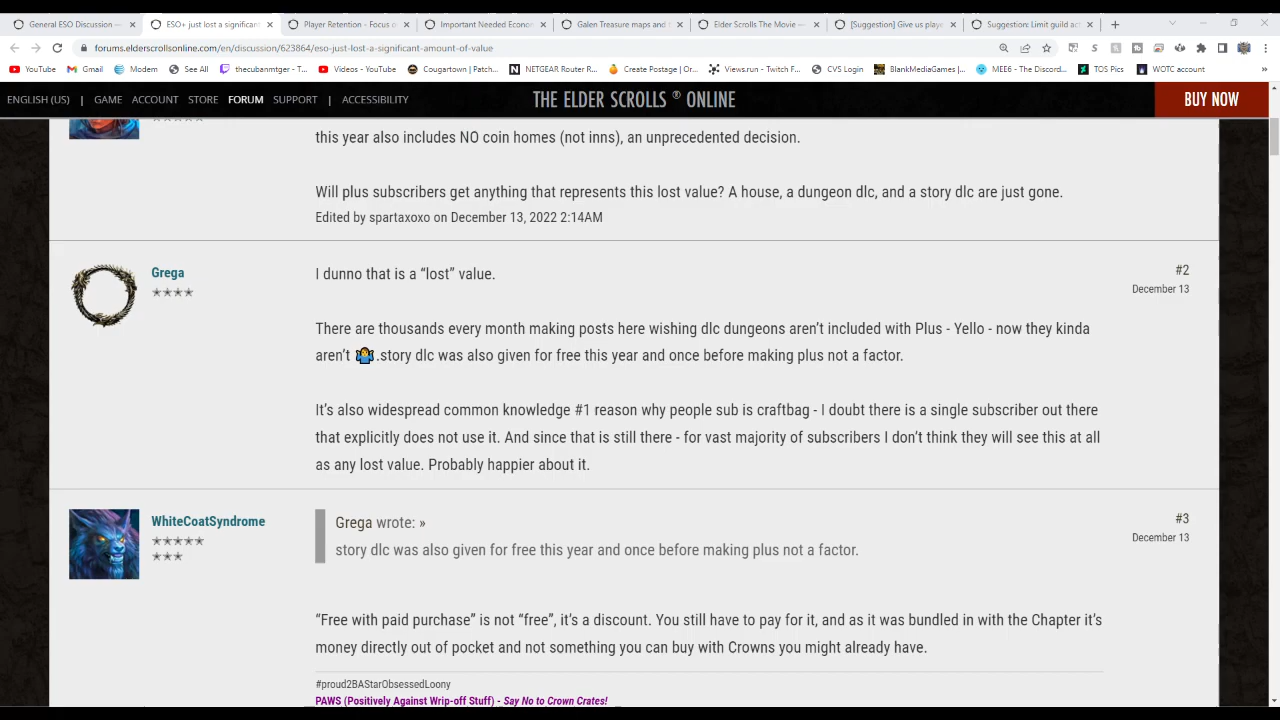 General ESO Discussion —
ESO+ just lost a significant
Player Retention - Focus o
Important Needed Econo
Galen Treasure maps and t
Elder Scrolls The Movie —
[Suggestion] Give us playe
Suggestion: Limit guild ac
forums.elderscrollsonline.com/en/discussion/623864/eso-just-lost-a-significant-amount-of-value
YouTube
Gmail
Modem
See All
thecubanmtger - T...
Videos - YouTube
Cougartown | Patch...
NETGEAR Router R...
Create Postage | Or...
Views.run - Twitch F...
CVS Login
BlankMediaGames |...
MEE6 - The Discord...
TOS Pics
WOTC account
»
ENGLISH (US) | GAME ACCOUNT STORE FORUM SUPPORT | ACCESSIBILITY
THE ELDER SCROLLS ® ONLINE
BUY NOW
this year also includes NO coin homes (not inns), an unprecedented decision.
Will plus subscribers get anything that represents this lost value? A house, a dungeon dlc, and a story dlc are just gone.
Edited by spartaxoxo on December 13, 2022 2:14AM
Grega
#2
December 13
I dunno that is a “lost” value.
There are thousands every month making posts here wishing dlc dungeons aren’t included with Plus - Yello - now they kinda
aren’t 🤷.story dlc was also given for free this year and once before making plus not a factor.
It’s also widespread common knowledge #1 reason why people sub is craftbag - I doubt there is a single subscriber out there
that explicitly does not use it. And since that is still there - for vast majority of subscribers I don’t think they will see this at all
as any lost value. Probably happier about it.
WhiteCoatSyndrome
#3
December 13
Grega wrote: »
story dlc was also given for free this year and once before making plus not a factor.
“Free with paid purchase” is not “free”, it’s a discount. You still have to pay for it, and as it was bundled in with the Chapter it’s
money directly out of pocket and not something you can buy with Crowns you might already have.
#proud2BAStarObsessedLoony
PAWS (Positively Against Wrip-off Stuff) - Say No to Crown Crates!